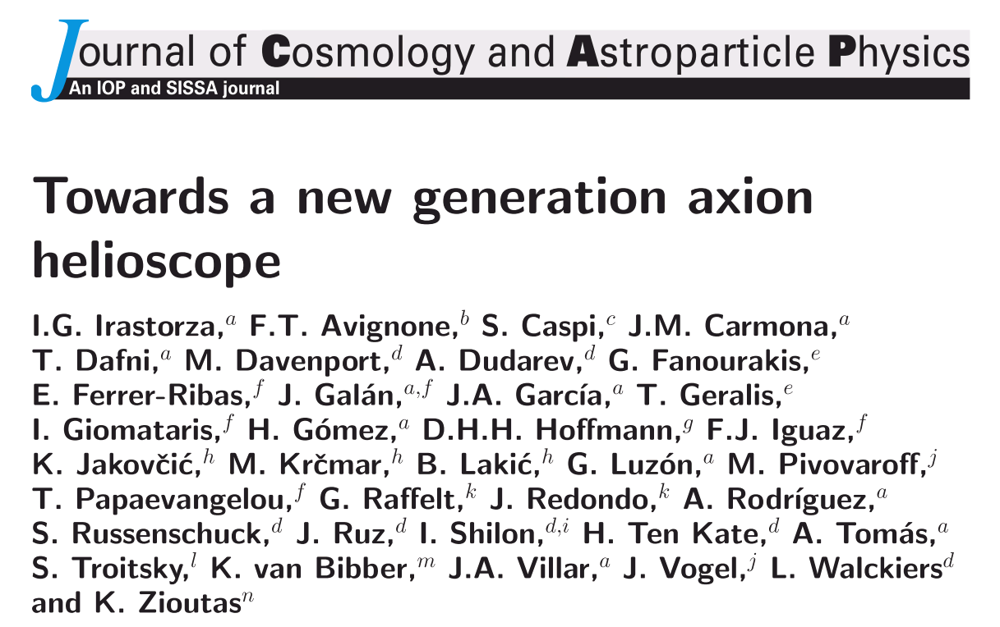 Journal of Cosmology and Astroparticle Physics
An IOP and SISSA journal
Towards a new generation axion
helioscope
I.G. Irastorza,ᵃ F.T. Avignone,ᵇ S. Caspi,ᶜ J.M. Carmona,ᵃ
T. Dafni,ᵃ M. Davenport,ᵈ A. Dudarev,ᵈ G. Fanourakis,ᵉ
E. Ferrer-Ribas,ᶠ J. Galán,ᵃ,ᶠ J.A. García,ᵃ T. Geralis,ᵉ
I. Giomataris,ᶠ H. Gómez,ᵃ D.H.H. Hoffmann,ᵍ F.J. Iguaz,ᶠ
K. Jakovčić,ʰ M. Krčmar,ʰ B. Lakić,ʰ G. Luzón,ᵃ M. Pivovaroff,ʲ
T. Papaevangelou,ᶠ G. Raffelt,ᵏ J. Redondo,ᵏ A. Rodríguez,ᵃ
S. Russenschuck,ᵈ J. Ruz,ᵈ I. Shilon,ᵈ,ⁱ H. Ten Kate,ᵈ A. Tomás,ᵃ
S. Troitsky,ˡ K. van Bibber,ᵐ J.A. Villar,ᵃ J. Vogel,ʲ L. Walckiersᵈ
and K. Zioutasⁿ